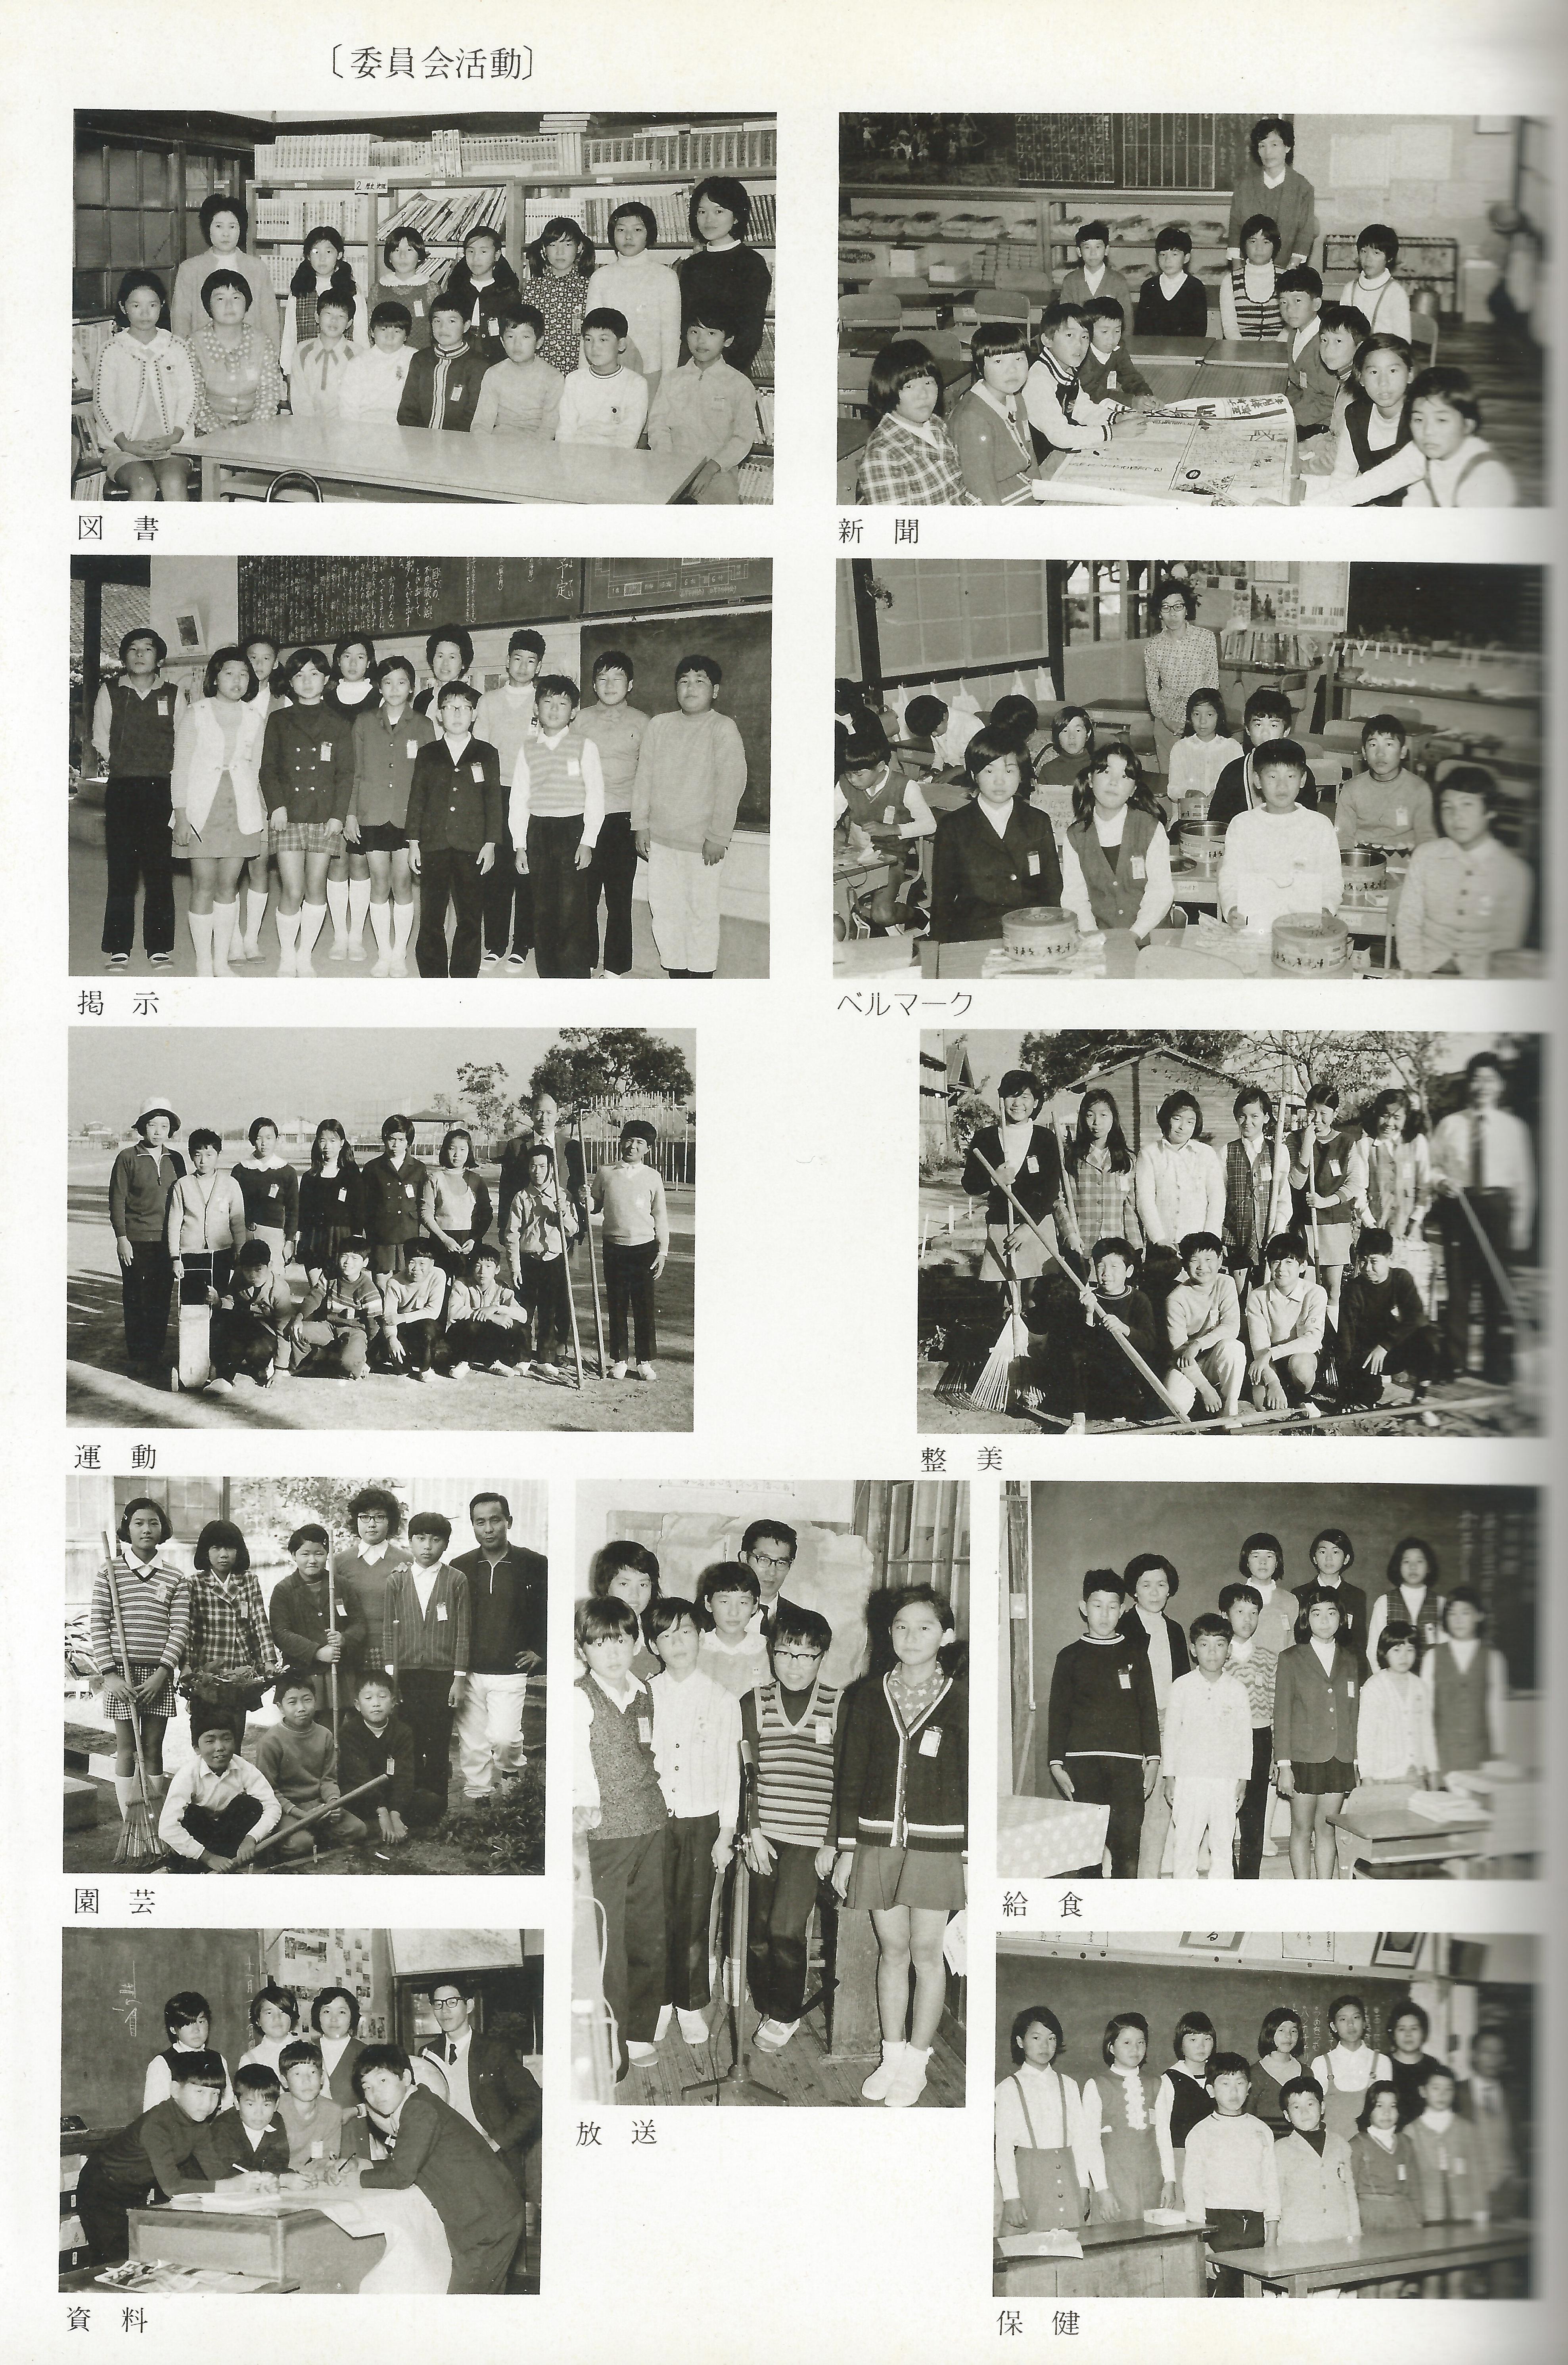 〔委員会活動〕
図書
新聞
掲示
ベルマーク
運動
整美
園芸
放送
給食
資料
保健